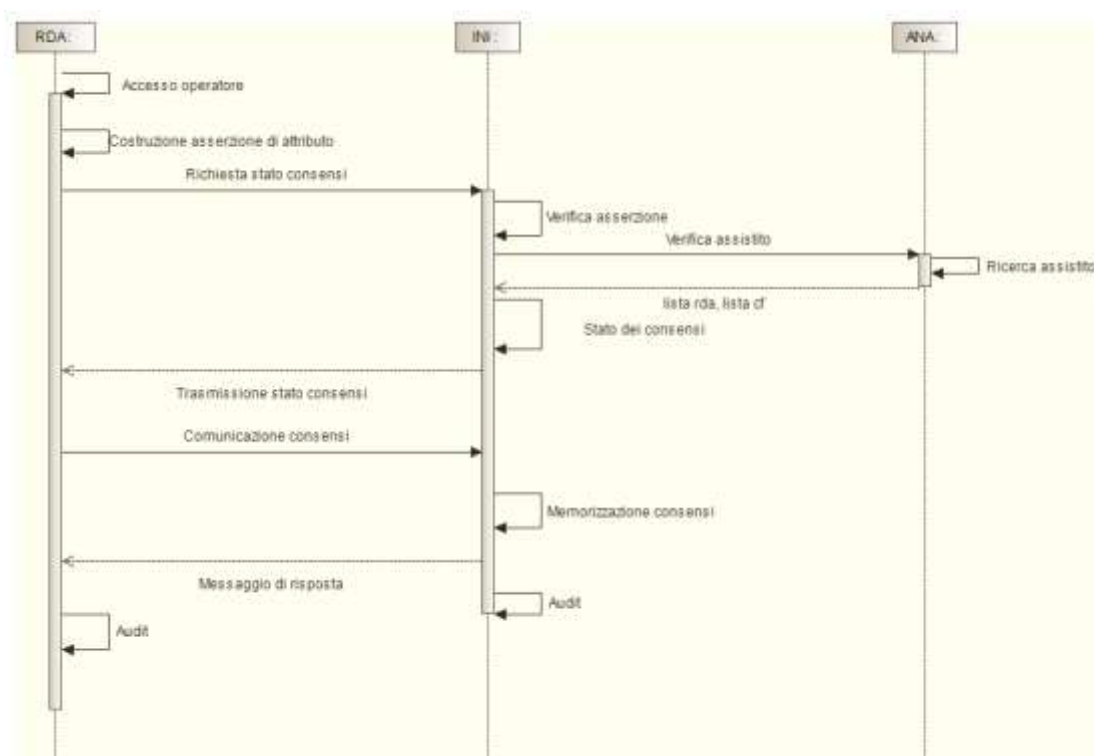 RDA:
INI:
ANA:
Accesso operatore
Costruzione asserzione di attributo
Richiesta stato consensi
Verifica asserzione
Verifica assistito
Ricerca assistito
lista rda, lista cf
Stato dei consensi
Trasmissione stato consensi
Comunicazione consensi
Memorizzazione consensi
Messaggio di risposta
Audit
Audit